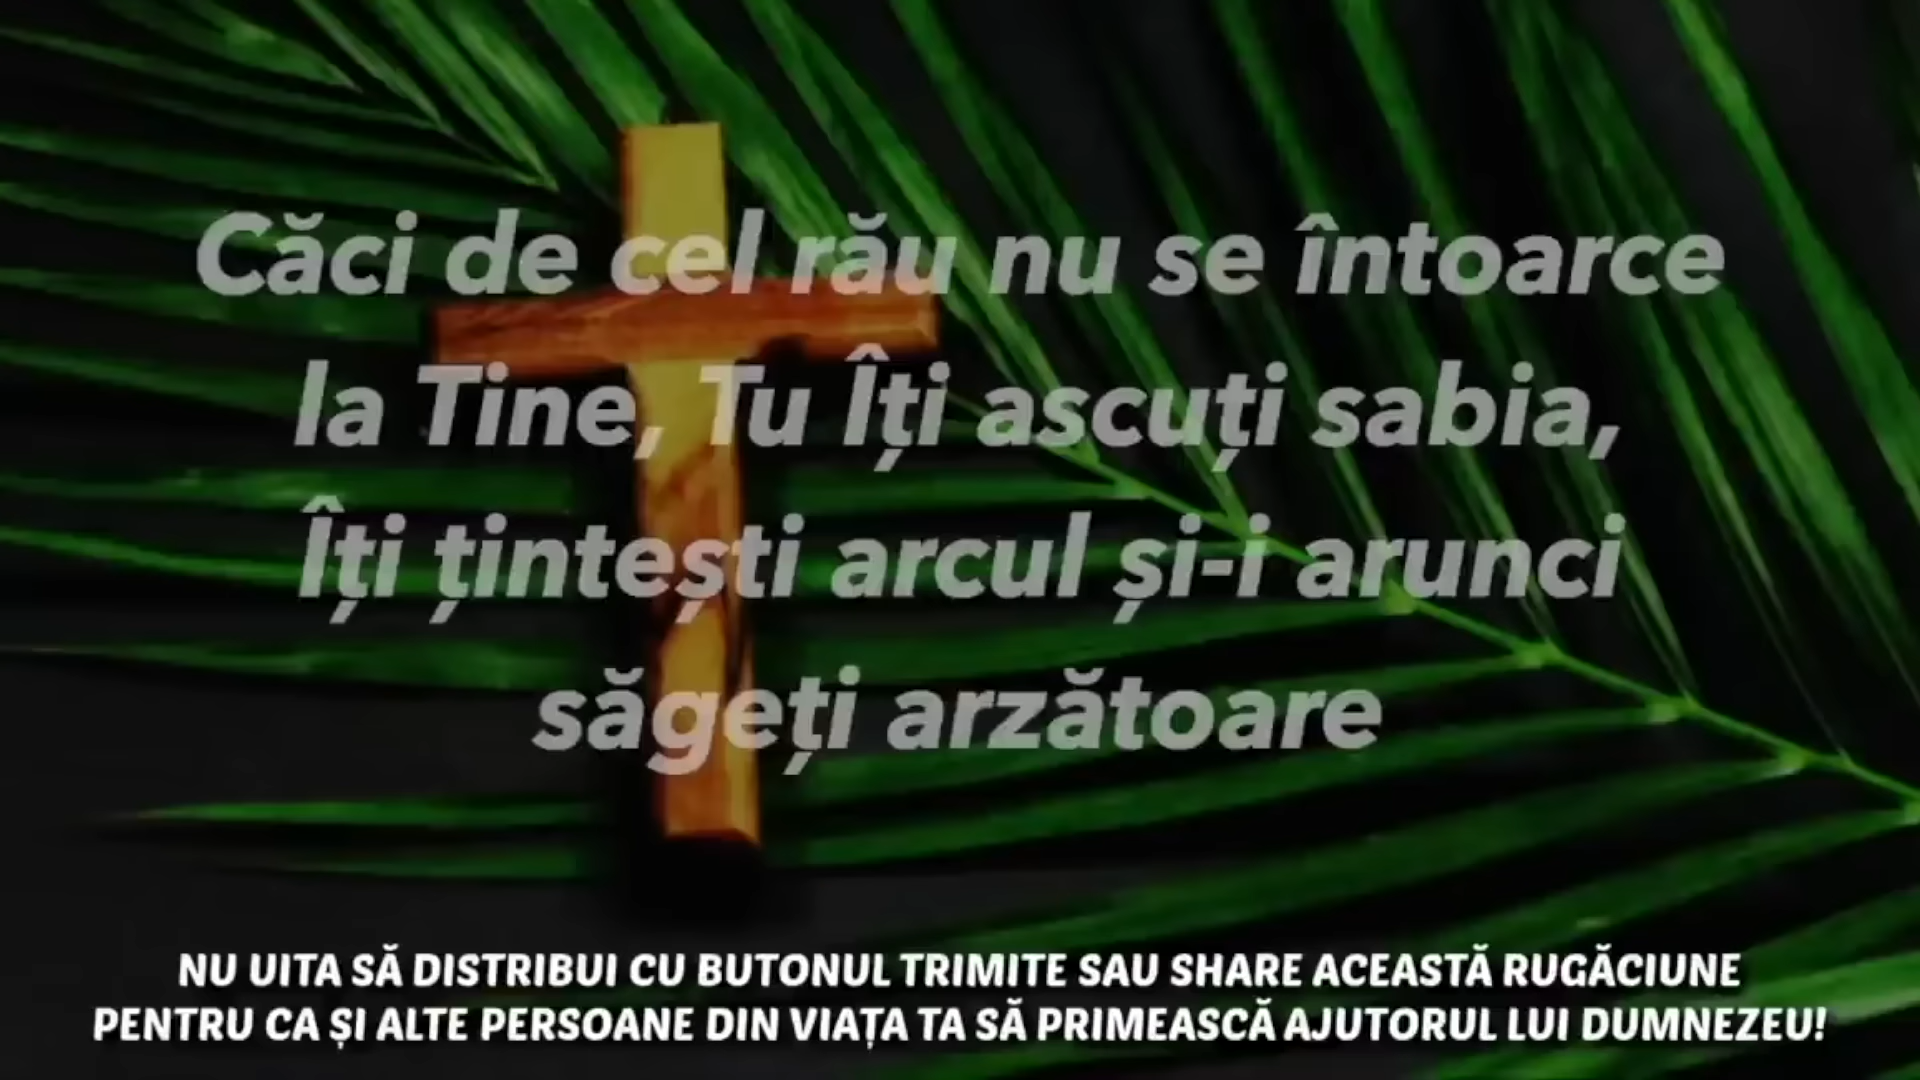 Căci de cel rău nu se întoarce
la Tine, Tu Îți ascuți sabia,
Îți țintești arcul și-i arunci
săgeți arzătoare
NU UITA SĂ DISTRIBUI CU BUTONUL TRIMITE SAU SHARE ACEASTĂ RUGĂCIUNE
PENTRU CA ȘI ALTE PERSOANE DIN VIAȚA TA SĂ PRIMEASCĂ AJUTORUL LUI DUMNEZEU!